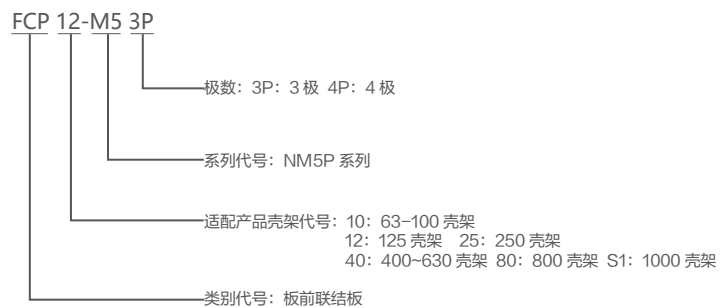 FCP 12-M5 3P
极数：3P：3 极 4P：4 极
系列代号：NM5P 系列
适配产品壳架代号：10：63-100 壳架
12：125 壳架 25：250 壳架
40：400~630 壳架 80：800 壳架 S1：1000 壳架
类别代号：板前联结板